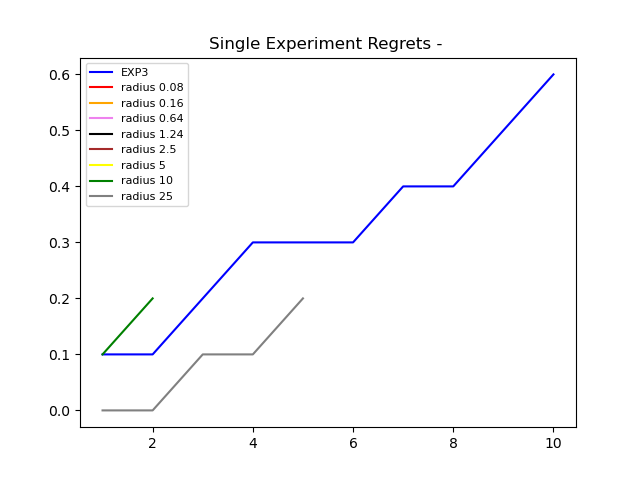 Single Experiment Regrets -
EXP3
radius 0.08
radius 0.16
radius 0.64
radius 1.24
radius 2.5
radius 5
radius 10
radius 25
0.6
0.5
0.4
0.3
0.2
0.1
0.0
2 4 6 8 10